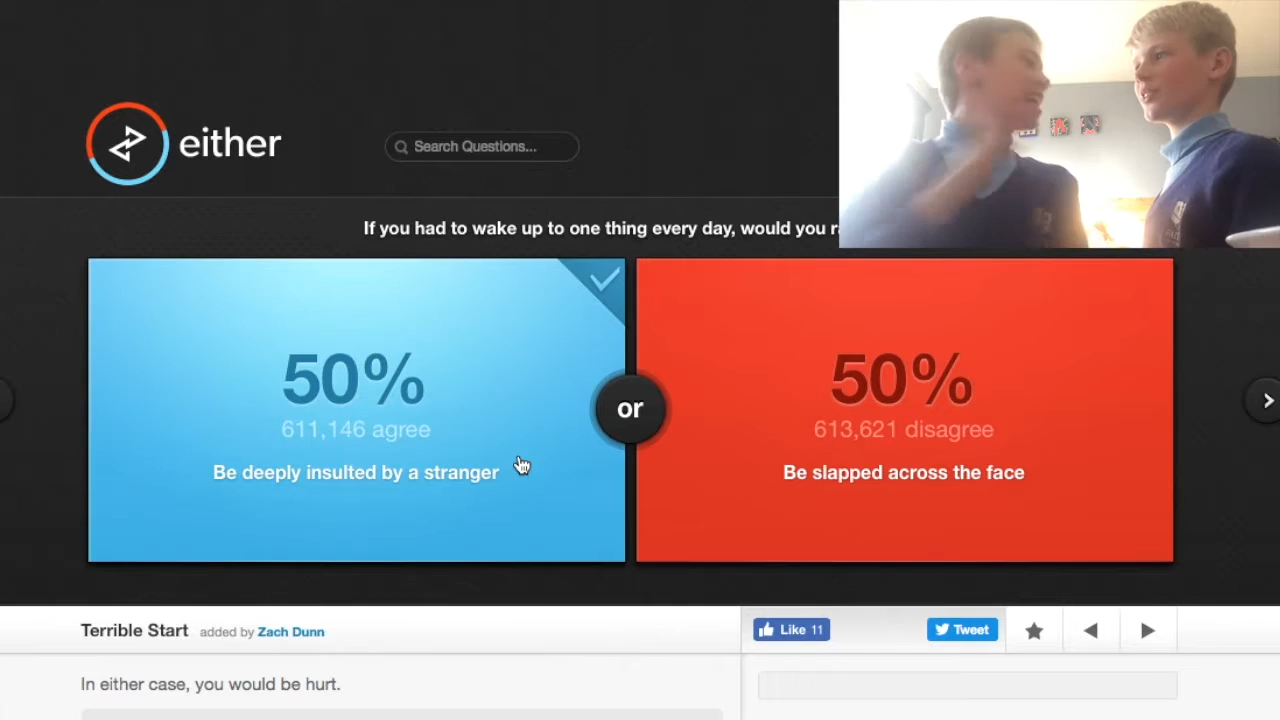 either
Search Questions...
If you had to wake up to one thing every day, would you
50%
611,146 agree
Be deeply insulted by a stranger
or
50%
613,621 disagree
Be slapped across the face
Terrible Start added by Zach Dunn
Like 11
Tweet
In either case, you would be hurt.